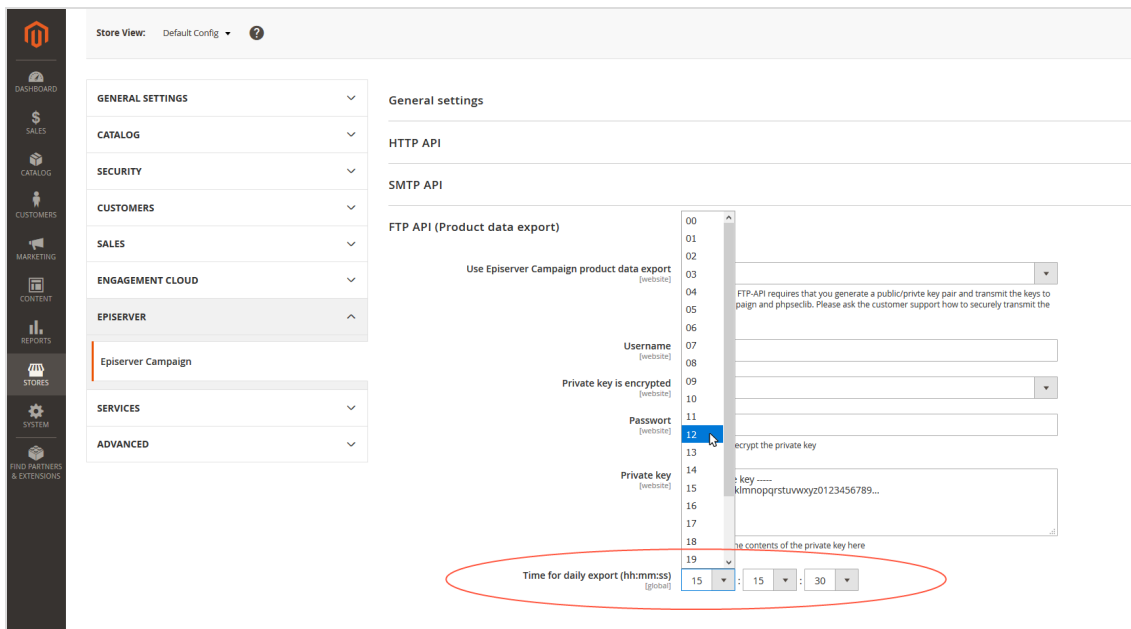 Store View: Default Config
DASHBOARD
SALES
CATALOG
CUSTOMERS
MARKETING
CONTENT
REPORTS
STORES
SYSTEM
FIND PARTNERS
& EXTENSIONS
GENERAL SETTINGS
CATALOG
SECURITY
CUSTOMERS
SALES
ENGAGEMENT CLOUD
EPISERVER
Episerver Campaign
SERVICES
ADVANCED
General settings
HTTP API
SMTP API
FTP API (Product data export)
Use Episerver Campaign product data export
[website]
FTP-API requires that you generate a public/privte key pair and transmit the keys to
paign and phpseclib. Please ask the customer support how to securely transmit the
Username
[website]
Private key is encrypted
[website]
Passwort
[website]
ecrypt the private key
Private key
[website]
key -----
klmnopqrstuvwxyz0123456789...
he contents of the private key here
00
01
02
03
04
05
06
07
08
09
10
11
12
13
14
15
16
17
18
19
Time for daily export (hh:mm:ss)
[global]
15 : 15 : 30